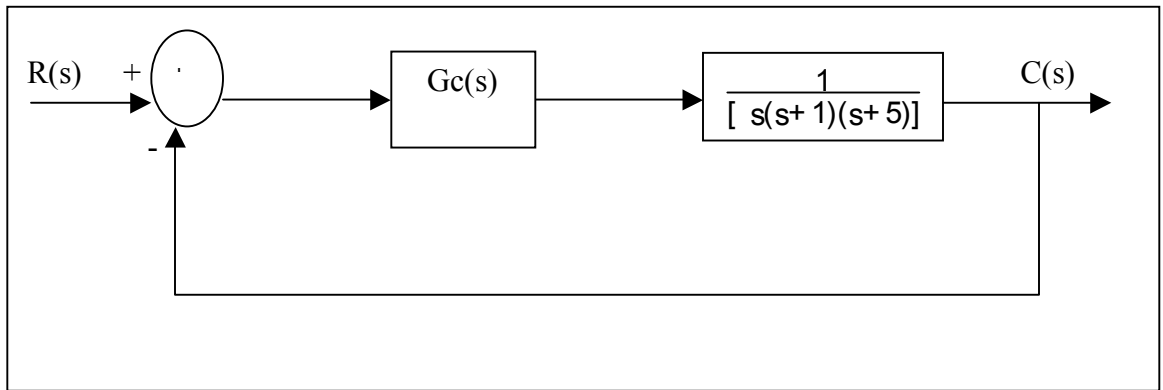 R(s)
+
-
Gc(s)
1
[ s(s+ 1)(s+ 5)]
C(s)